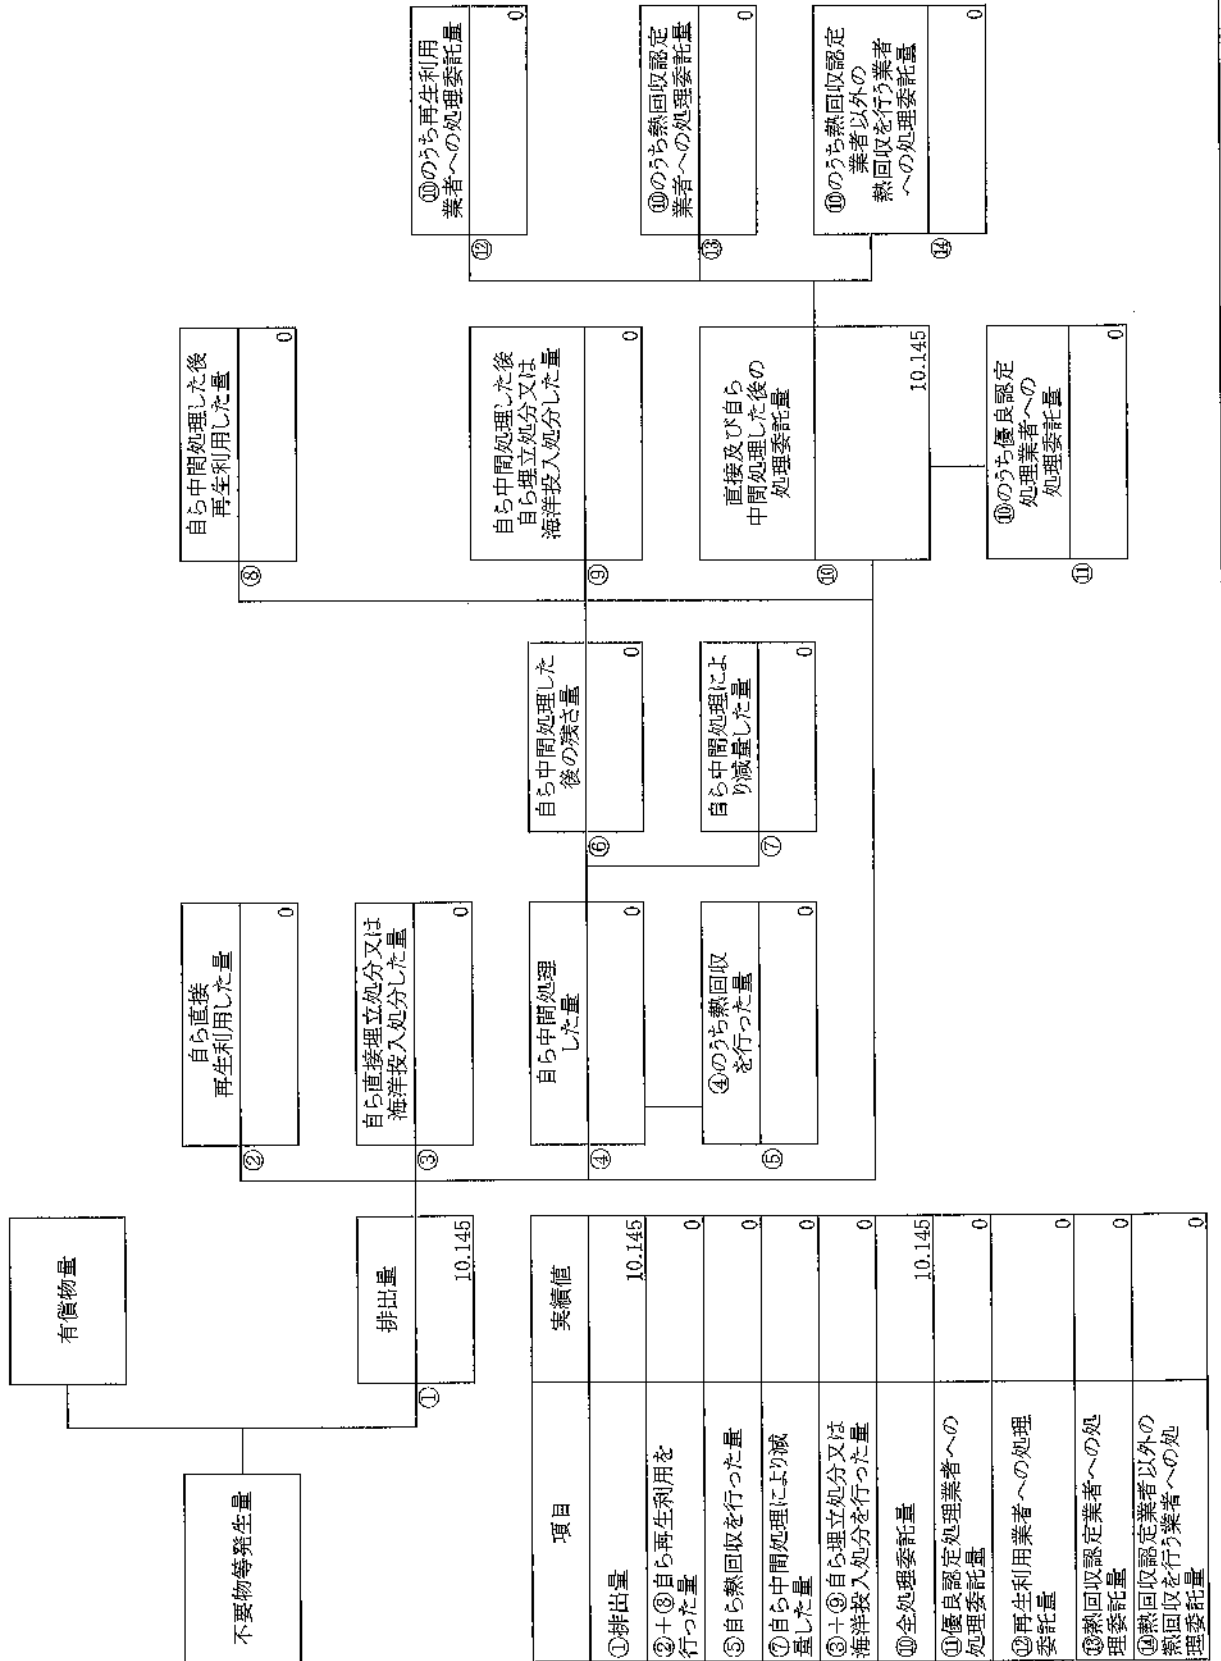 不要物等発生量
有償物量
排出量
①
10.145
自ら直接
再生利用した量
②
0
自ら直接埋立処分又は
海洋投入処分した量
③
0
自ら中間処理
した量
④
0
④のうち熱回収
を行った量
⑤
0
自ら中間処理した
後の残さ量
⑥
0
自ら中間処理によ
り減量した量
⑦
0
自ら中間処理した後
再生利用した量
⑧
0
自ら中間処理した後
自ら埋立処分又は
海洋投入処分した量
⑨
0
直接及び自ら
中間処理した後の
処理委託量
⑩
10.145
⑩のうち優良認定
処理業者への
処理委託量
⑪
0
⑩のうち再生利用
業者への処理委託量
⑫
0
⑩のうち熱回収認定
業者への処理委託量
⑬
0
⑩のうち熱回収認定
業者以外の
熱回収を行う業者
への処理委託量
⑭
0
項目 実績値
①排出量 10.145
②+⑧自ら再生利用を
行った量 0
⑤自ら熱回収を行った量 0
⑦自ら中間処理により減
量した量 0
③+⑨自ら埋立処分又は
海洋投入処分を行った量 0
⑩全処理委託量 10.145
⑪優良認定処理業者への
処理委託量 0
⑫再生利用業者への処理
委託量 0
⑬熱回収認定業者への処
理委託量 0
⑭熱回収認定業者以外の
熱回収を行う業者への処
理委託量 0